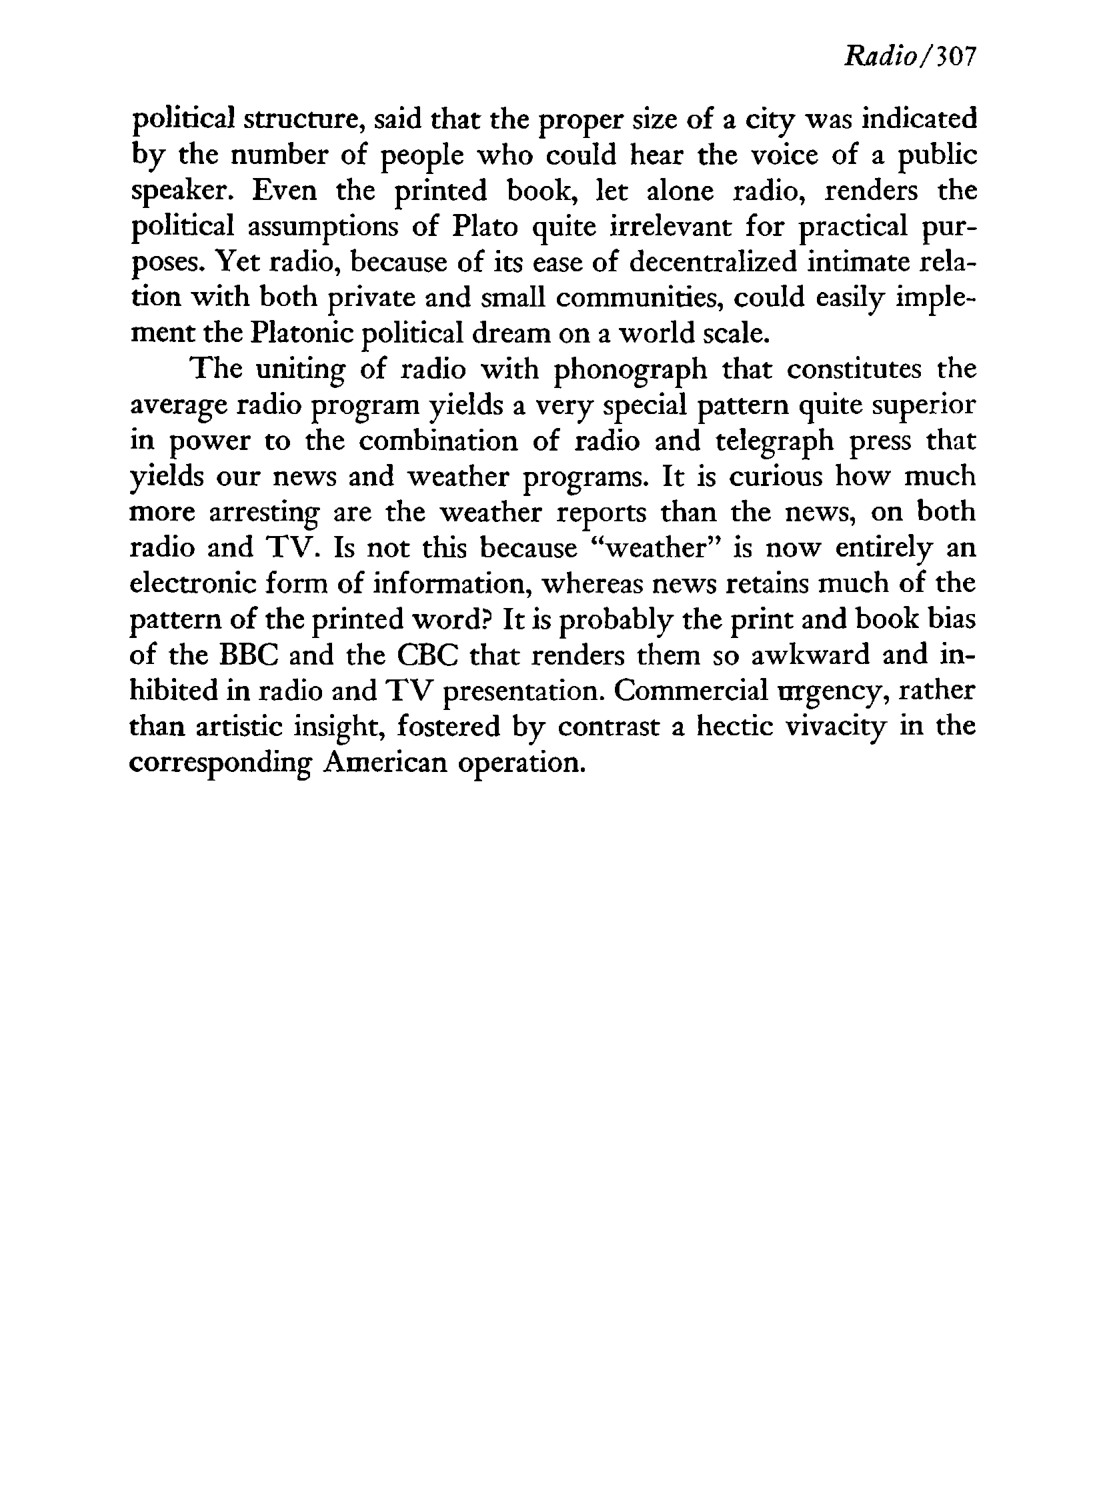 Radio/307
political structure, said that the proper size of a city was indicated
by the number of people who could hear the voice of a public
speaker. Even the printed book, let alone radio, renders the
political assumptions of Plato quite irrelevant for practical pur-
poses. Yet radio, because of its ease of decentralized intimate rela-
tion with both private and small communities, could easily imple-
ment the Platonic political dream on a world scale.
The uniting of radio with phonograph that constitutes the
average radio program yields a very special pattern quite superior
in power to the combination of radio and telegraph press that
yields our news and weather programs. It is curious how much
more arresting are the weather reports than the news, on both
radio and TV. Is not this because “weather” is now entirely an
electronic form of information, whereas news retains much of the
pattern of the printed word? It is probably the print and book bias
of the BBC and the CBC that renders them so awkward and in-
hibited in radio and TV presentation. Commercial urgency, rather
than artistic insight, fostered by contrast a hectic vivacity in the
corresponding American operation.